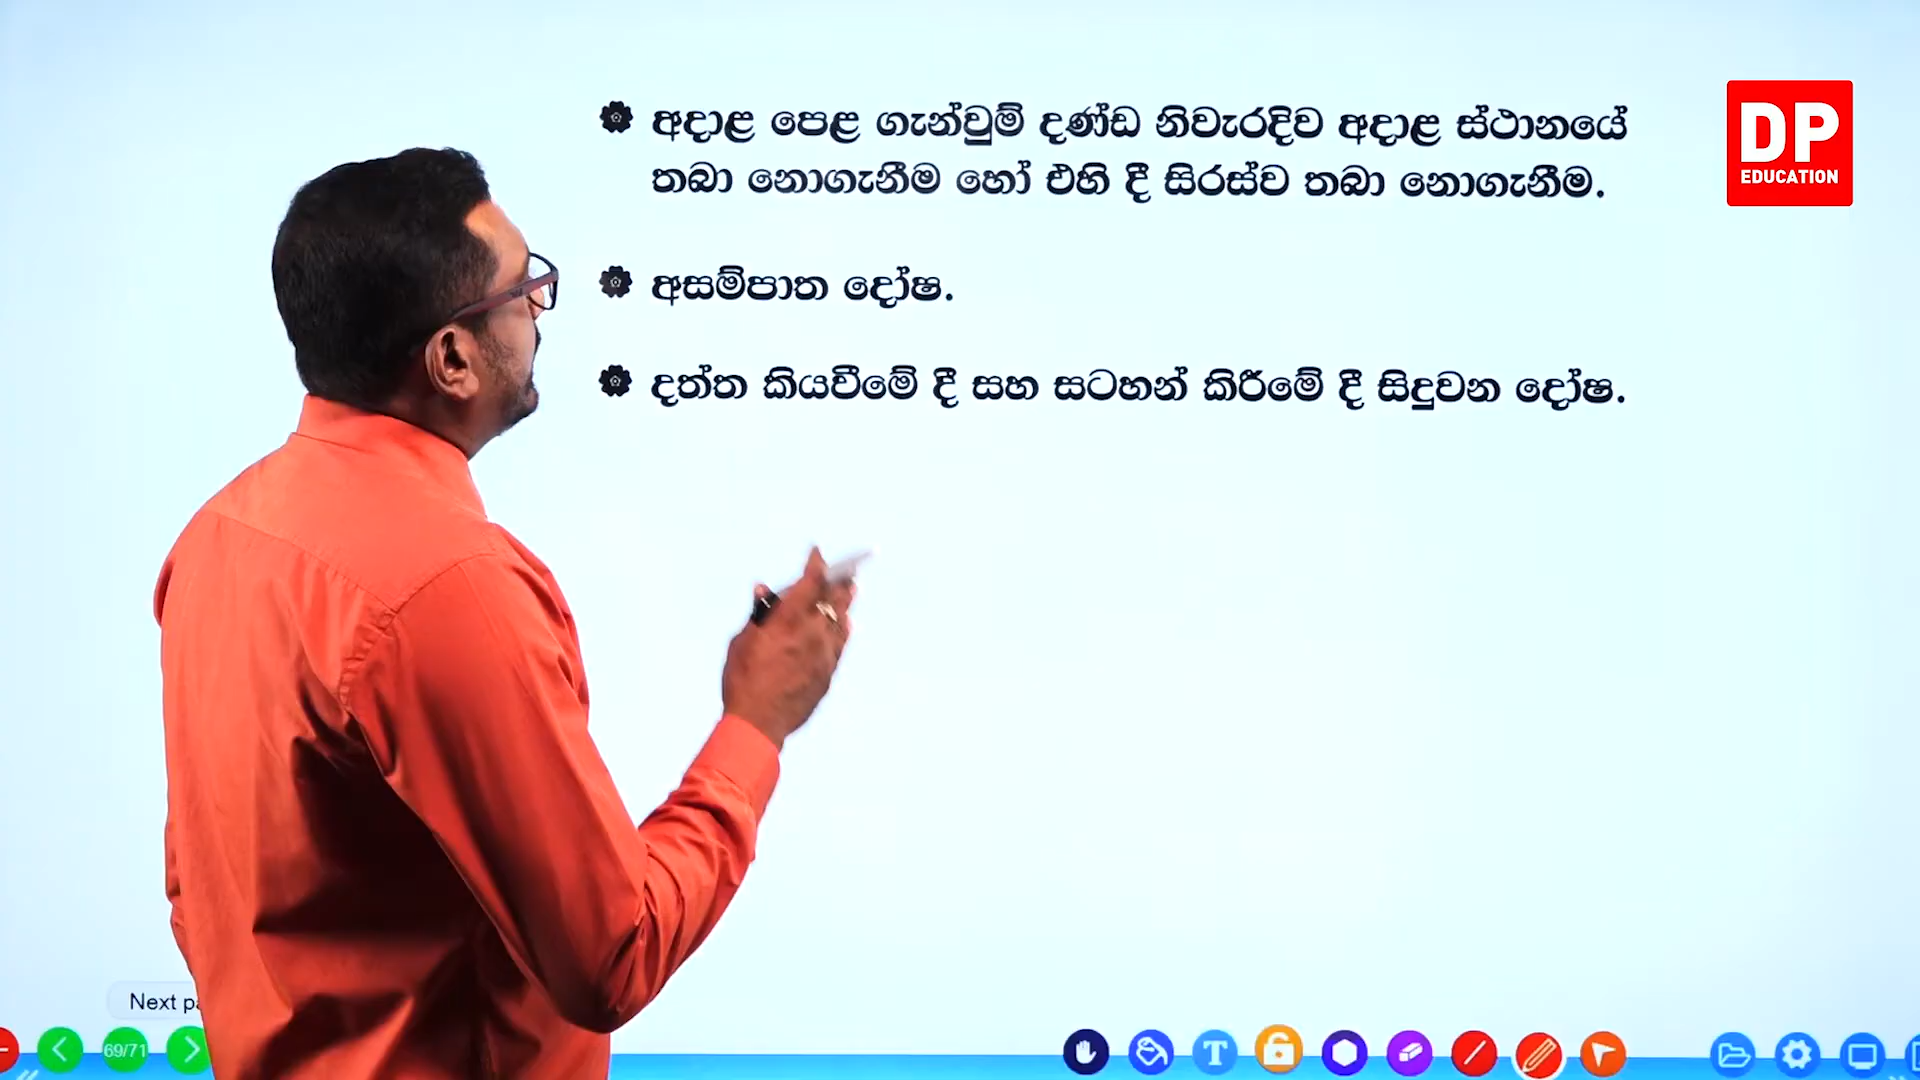 අදාළ පෙළ ගැන්වුම් දණ්ඩ නිවැරදිව අදාළ ස්ථානයේ
තබා නොගැනීම හෝ එහි දී සිරස්ව තබා නොගැනීම.
DP
EDUCATION
අසම්පාත දෝෂ.
දත්ත කියවීමේ දී සහ සටහන් කිරීමේ දී සිදුවන දෝෂ.
Next
69/71
T